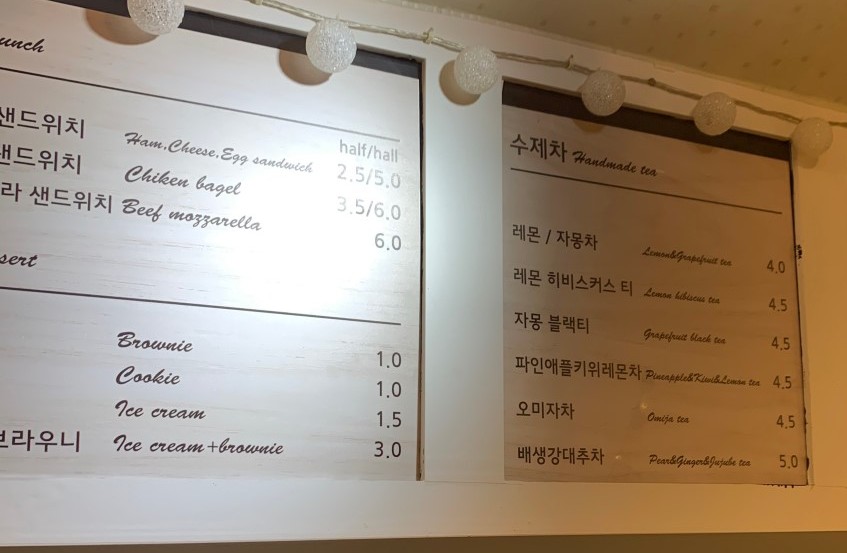 unch
half/hall
샌드위치 Ham,Cheese,Egg sandwich 2.5/5.0
샌드위치 Chiken bagel 3.5/6.0
라 샌드위치 Beef mozzarella 6.0
sert
Brownie 1.0
Cookie 1.0
Ice cream 1.5
브라우니 Ice cream+brownie 3.0
수제차 Handmade tea
레몬 / 자몽차 Lemon&Grapefruit tea 4.0
레몬 히비스커스 티 Lemon hibiscus tea 4.5
자몽 블랙티 Grapefruit black tea 4.5
파인애플키위레몬차 Pineapple&Kiwi&Lemon tea 4.5
오미자차 Omija tea 4.5
배생강대추차 Pear&Ginger&Jujube tea 5.0